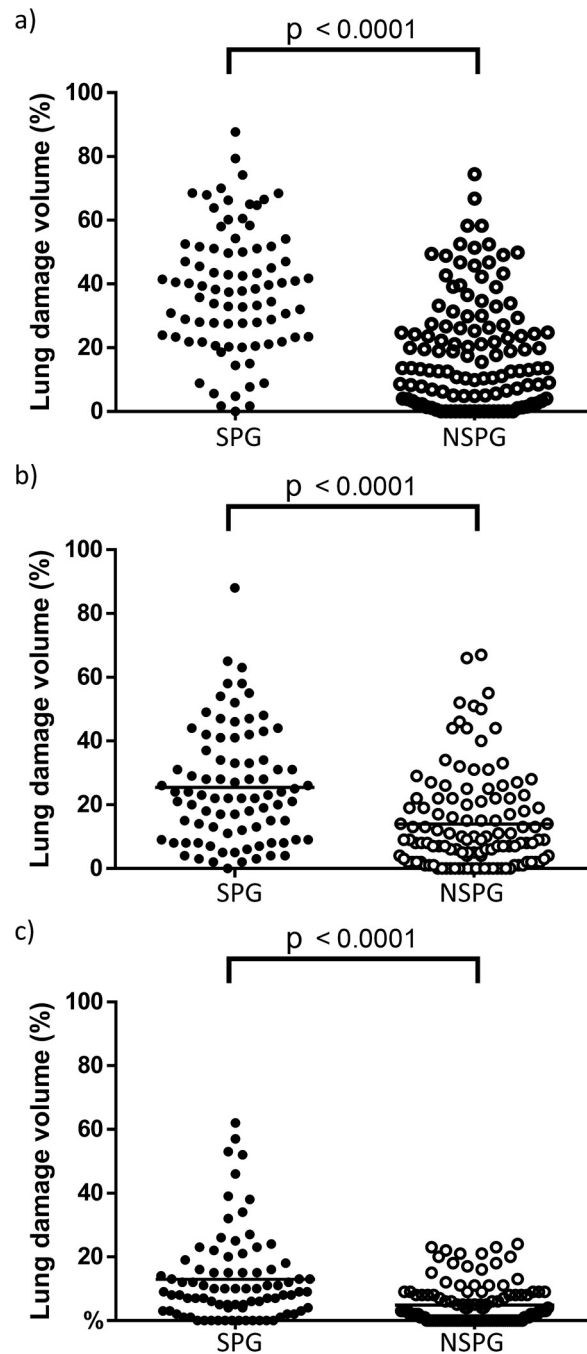 a)
p < 0.0001
Lung damage volume (%)
100
80
60
40
20
0
SPG NSPG
b)
p < 0.0001
Lung damage volume (%)
100
80
60
40
20
0
SPG NSPG
c)
p < 0.0001
Lung damage volume (%)
100
80
60
40
20
%
SPG NSPG